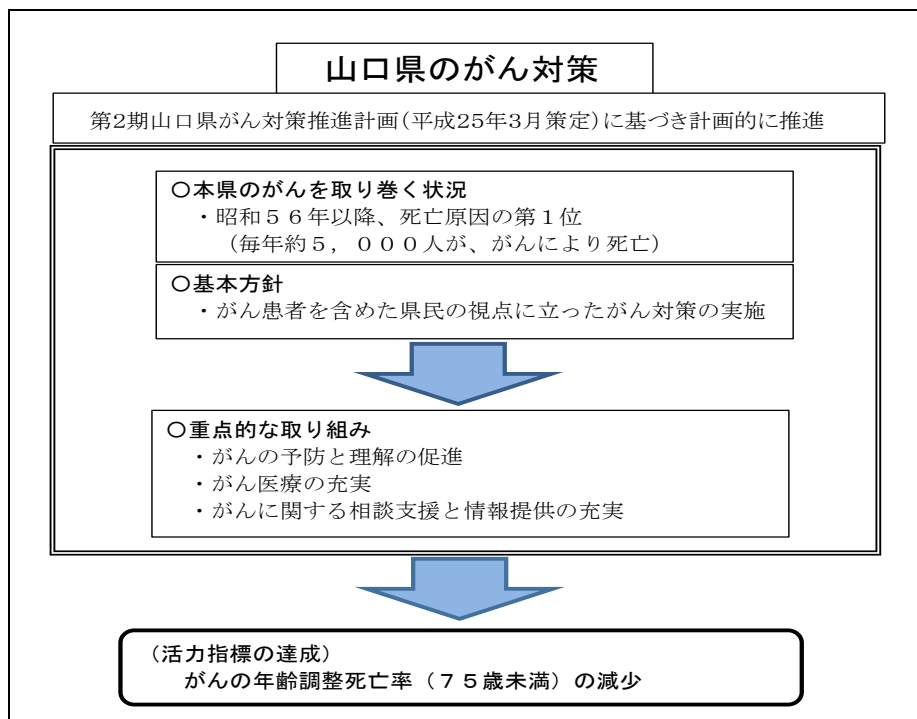 山口県のがん対策
第2期山口県がん対策推進計画(平成25年3月策定)に基づき計画的に推進
〇本県のがんを取り巻く状況
・昭和５６年以降、死亡原因の第１位
（毎年約５，０００人が、がんにより死亡）
〇基本方針
・がん患者を含めた県民の視点に立ったがん対策の実施
〇重点的な取り組み
・がんの予防と理解の促進
・がん医療の充実
・がんに関する相談支援と情報提供の充実
（活力指標の達成）
がんの年齢調整死亡率（７５歳未満）の減少